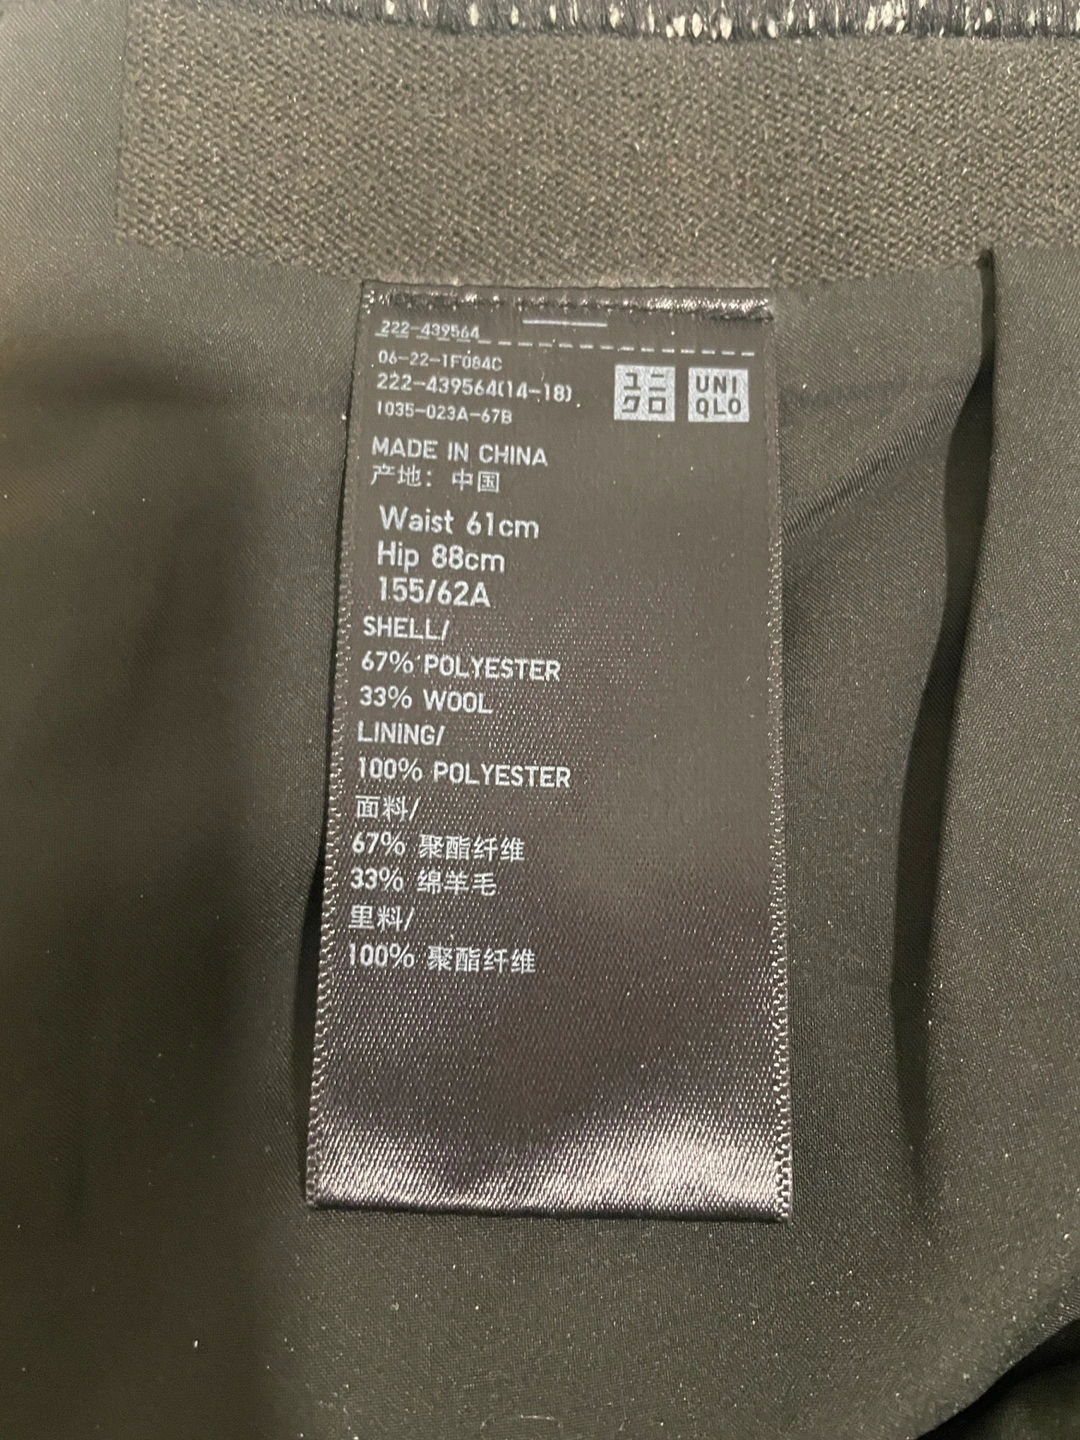 222-439564
06-22-1F084C
222-439564(14-18)
1035-023A-67B
ユニ
クロ
UNI
QLO
MADE IN CHINA
产地：中国
Waist 61cm
Hip 88cm
155/62A
SHELL/
67% POLYESTER
33% WOOL
LINING/
100% POLYESTER
面料/
67% 聚酯纤维
33% 绵羊毛
里料/
100% 聚酯纤维